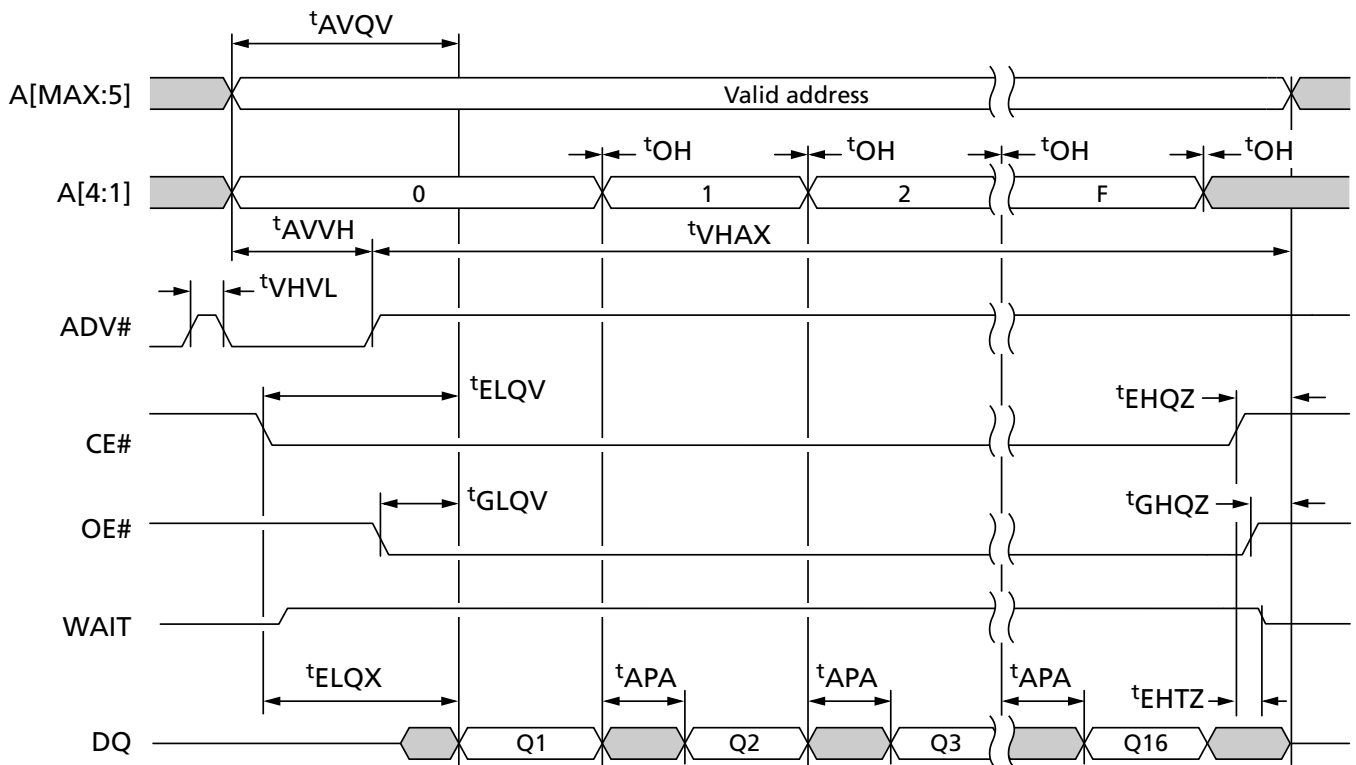 tAVQV
A[MAX:5]
Valid address
tOH
tOH
tOH
tOH
A[4:1]
0
1
2
F
tAVVH
tVHAX
tVHVL
ADV#
tELQV
tEHQZ
CE#
tGLQV
tGHQZ
OE#
WAIT
tELQX
tAPA
tAPA
tAPA
tEHTZ
DQ
Q1
Q2
Q3
Q16